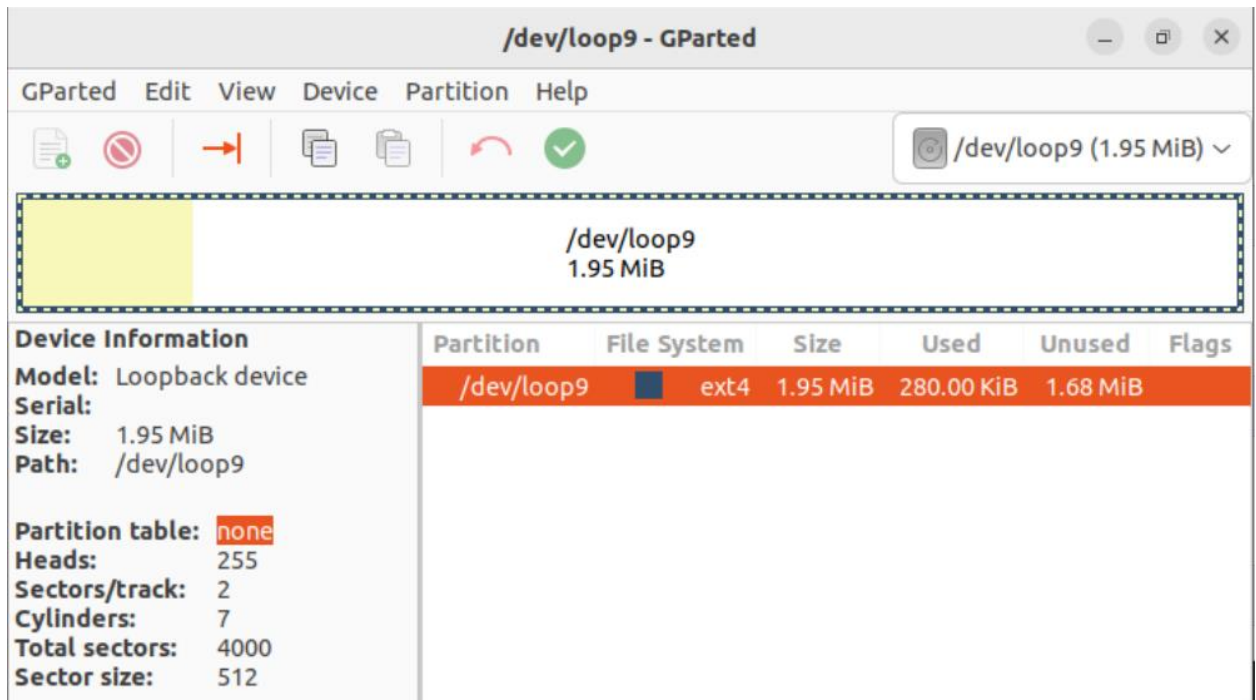 /dev/loop9 - GParted
GParted Edit View Device Partition Help
/dev/loop9 (1.95 MiB)
/dev/loop9
1.95 MiB
Device Information
Model: Loopback device
Serial:
Size: 1.95 MiB
Path: /dev/loop9
Partition table: none
Heads: 255
Sectors/track: 2
Cylinders: 7
Total sectors: 4000
Sector size: 512
Partition File System Size Used Unused Flags
/dev/loop9 ext4 1.95 MiB 280.00 KiB 1.68 MiB